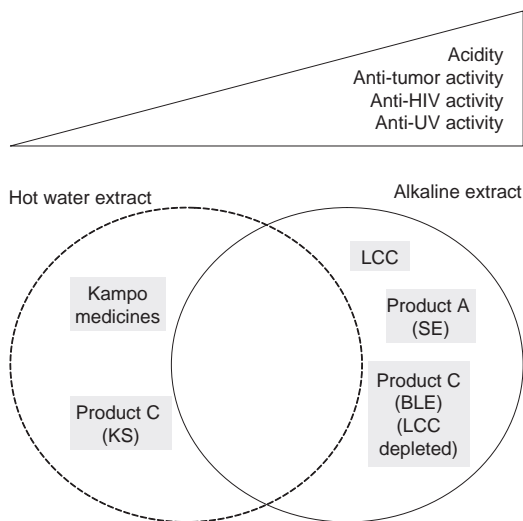 Acidity
Anti-tumor activity
Anti-HIV activity
Anti-UV activity
Hot water extract
Alkaline extract
LCC
Kampo
medicines
Product A
(SE)
Product C
(KS)
Product C
(BLE)
(LCC
depleted)